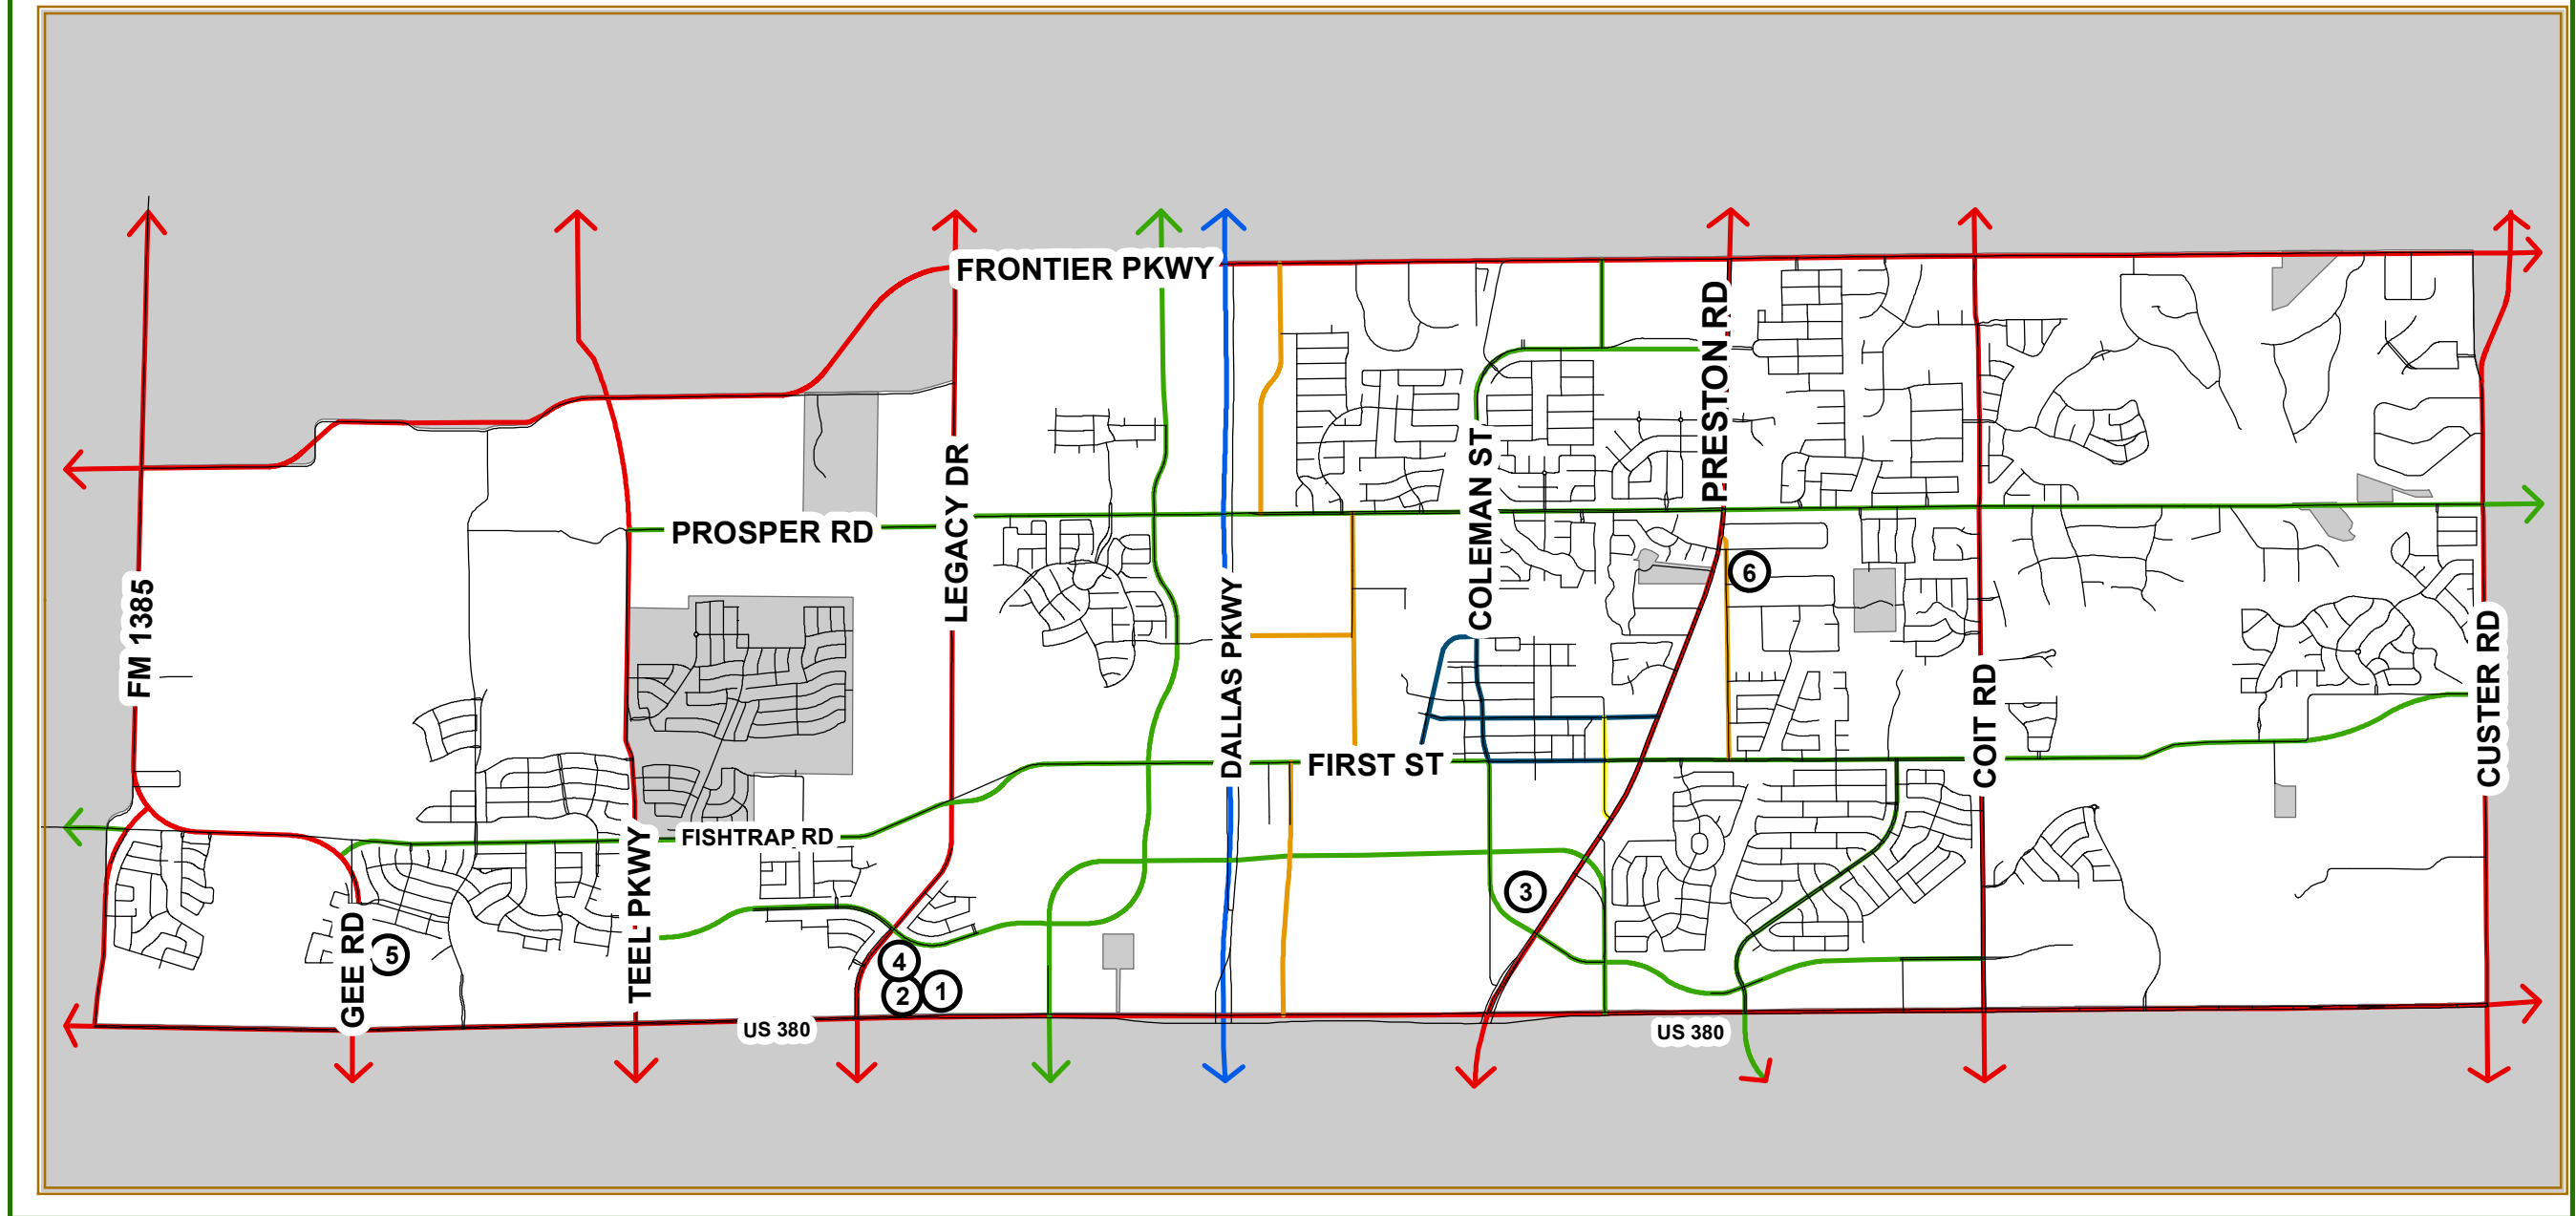 FRONTIER PKWY
PRESTON RD
LEGACY DR
COLEMAN ST
PROSPER RD
6
FM 1385
DALLAS PKWY
CUSTER RD
COIT RD
FIRST ST
FISHTRAP RD
TEEL PKWY
3
GEE RD
5
4
2
1
US 380
US 380